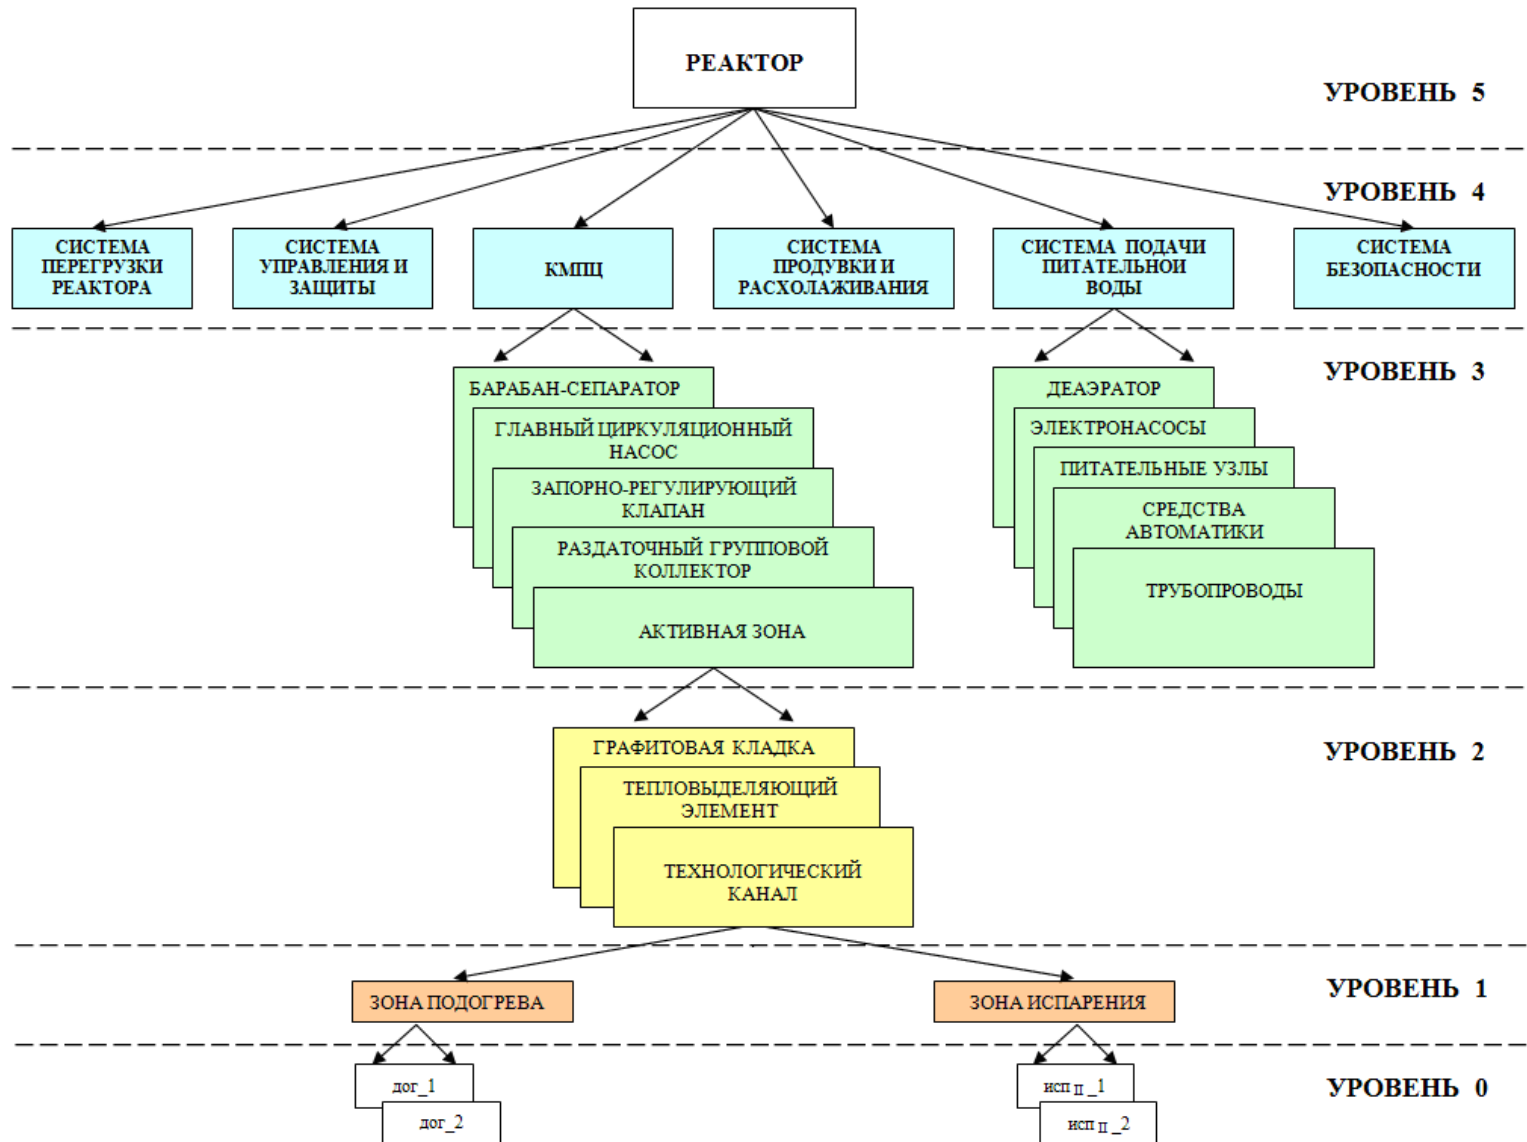 РЕАКТОР
УРОВЕНЬ 5
УРОВЕНЬ 4
СИСТЕМА
ПЕРЕГРУЗКИ
РЕАКТОРА
СИСТЕМА
УПРАВЛЕНИЯ И
ЗАЩИТЫ
КМПЦ
СИСТЕМА
ПРОДУВКИ И
РАСХОЛАЖИВАНИЯ
СИСТЕМА ПОДАЧИ
ПИТАТЕЛЬНОИ
ВОДЫ
СИСТЕМА
БЕЗОПАСНОСТИ
УРОВЕНЬ 3
БАРАБАН-СЕПАРАТОР
ГЛАВНЫЙ ЦИРКУЛЯЦИОННЫЙ
НАСОС
ЗАПОРНО-РЕГУЛИРУЮЩИЙ
КЛАПАН
РАЗДАТОЧНЫЙ ГРУППОВОЙ
КОЛЛЕКТОР
АКТИВНАЯ ЗОНА
ДЕАЭРАТОР
ЭЛЕКТРОНАСОСЫ
ПИТАТЕЛЬНЫЕ УЗЛЫ
СРЕДСТВА
АВТОМАТИКИ
ТРУБОПРОВОДЫ
УРОВЕНЬ 2
ГРАФИТОВАЯ КЛАДКА
ТЕПЛОВЫДЕЛЯЮЩИЙ
ЭЛЕМЕНТ
ТЕХНОЛОГИЧЕСКИЙ
КАНАЛ
УРОВЕНЬ 1
ЗОНА ПОДОГРЕВА
ЗОНА ИСПАРЕНИЯ
УРОВЕНЬ 0
дог_1
дог_2
исп II _1
исп II _2